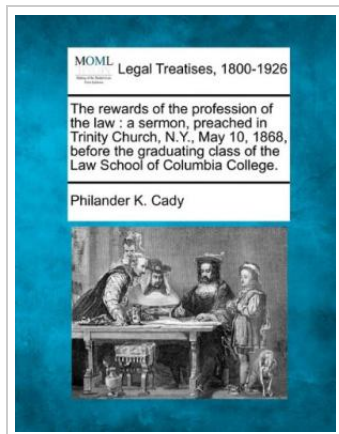 MOML
Legal Treatises, 1800-1926
The rewards of the profession of
the law : a sermon, preached in
Trinity Church, N.Y., May 10, 1868,
before the graduating class of the
Law School of Columbia College.
Philander K. Cady